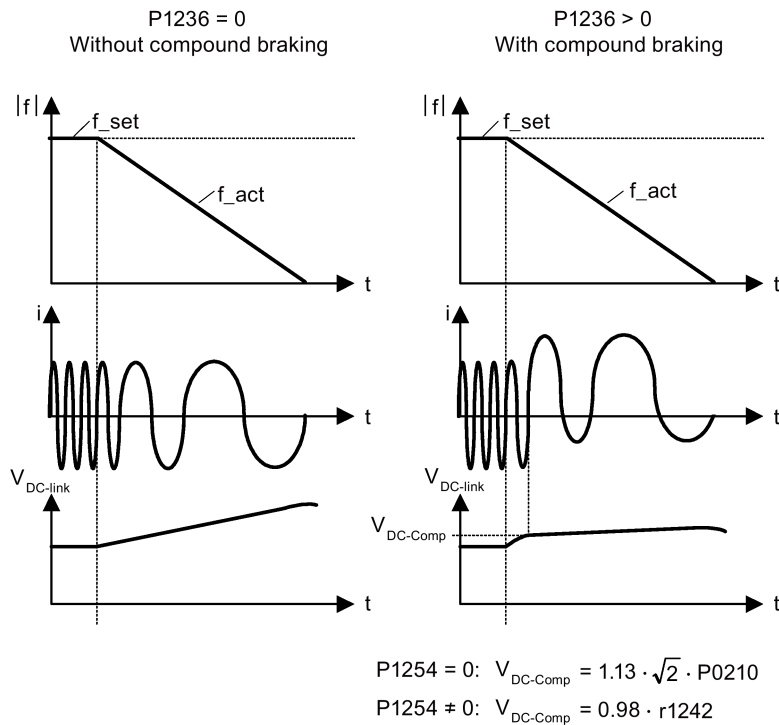 P1236 = 0
Without compound braking
P1236 > 0
With compound braking
|f|
f_set
f_act
t
|f|
f_set
f_act
t
i
t
i
t
V DC-link
t
V DC-link
V DC-Comp
t
P1254 = 0: V DC-Comp = 1.13 · √2 · P0210
P1254 ≠ 0: V DC-Comp = 0.98 · r1242